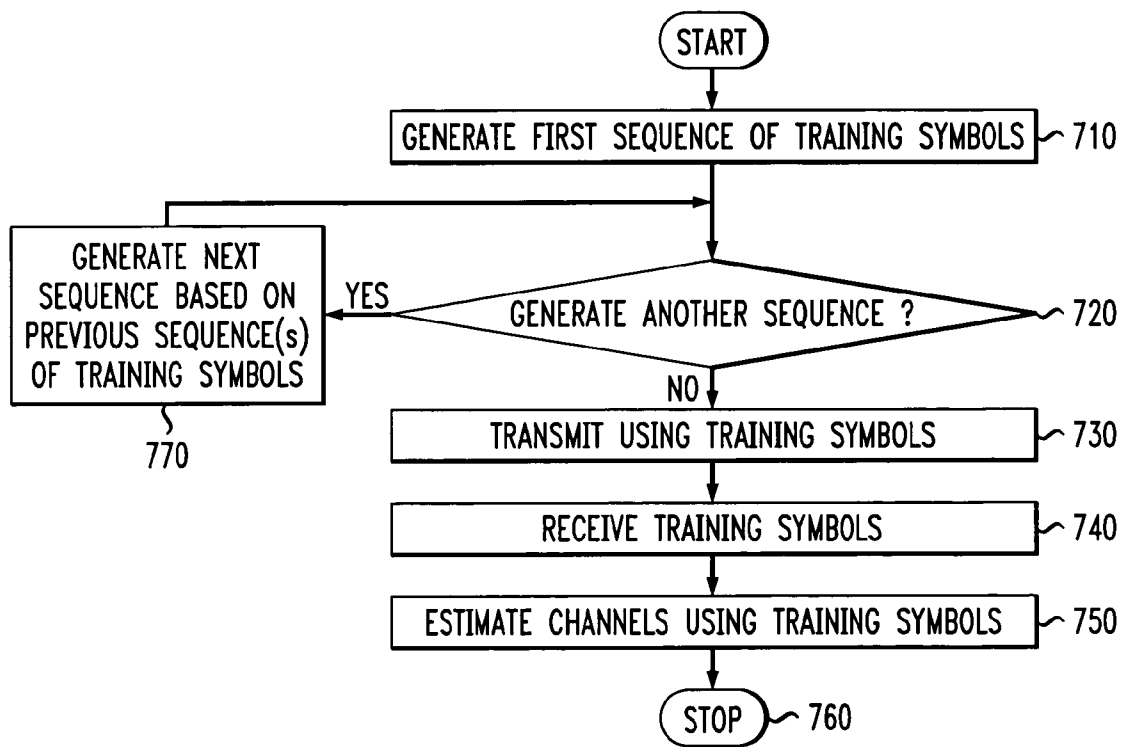 START
GENERATE FIRST SEQUENCE OF TRAINING SYMBOLS
710
GENERATE NEXT
SEQUENCE BASED ON
PREVIOUS SEQUENCE(s)
OF TRAINING SYMBOLS
770
YES
GENERATE ANOTHER SEQUENCE ?
720
NO
TRANSMIT USING TRAINING SYMBOLS
730
RECEIVE TRAINING SYMBOLS
740
ESTIMATE CHANNELS USING TRAINING SYMBOLS
750
STOP
760